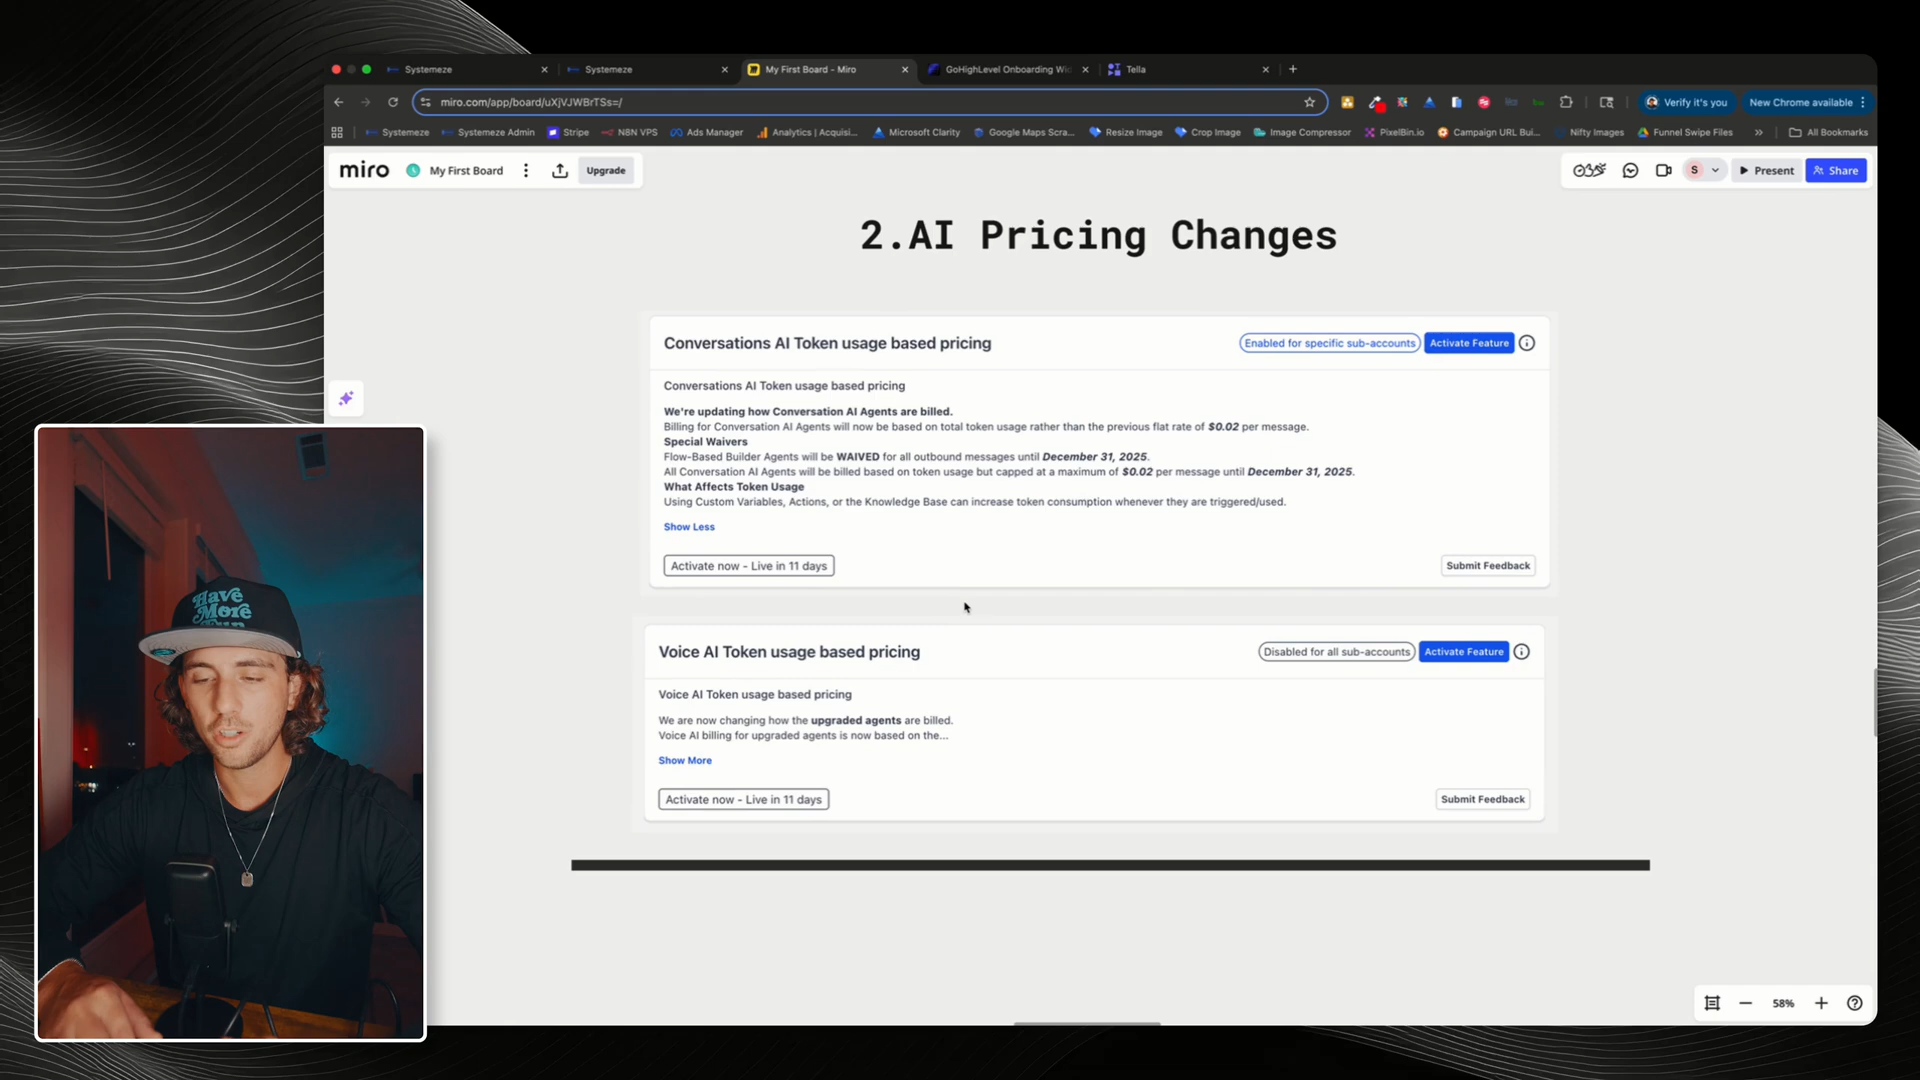 Systemeze
Systemeze
My First Board - Miro
GoHighLevel Onboarding Wi
Tella
miro.com/app/board/uXjVJWBrTSs=/
Verify it's you
New Chrome available
Systemeze
Systemeze Admin
Stripe
N8N VPS
Ads Manager
Analytics | Acquisi...
Microsoft Clarity
Google Maps Scra...
Resize Image
Crop Image
Image Compressor
PixelBin.io
Campaign URL Bui...
Nifty Images
Funnel Swipe Files
All Bookmarks
miro
My First Board
Upgrade
S
Present
Share
2.AI Pricing Changes
Conversations AI Token usage based pricing
Enabled for specific sub-accounts
Activate Feature
Conversations AI Token usage based pricing
We're updating how Conversation AI Agents are billed.
Billing for Conversation AI Agents will now be based on total token usage rather than the previous flat rate of $0.02 per message.
Special Waivers
Flow-Based Builder Agents will be WAIVED for all outbound messages until December 31, 2025.
All Conversation AI Agents will be billed based on token usage but capped at a maximum of $0.02 per message until December 31, 2025.
What Affects Token Usage
Using Custom Variables, Actions, or the Knowledge Base can increase token consumption whenever they are triggered/used.
Show Less
Activate now - Live in 11 days
Submit Feedback
Voice AI Token usage based pricing
Disabled for all sub-accounts
Activate Feature
Voice AI Token usage based pricing
We are now changing how the upgraded agents are billed.
Voice AI billing for upgraded agents is now based on the...
Show More
Activate now - Live in 11 days
Submit Feedback
58%
Have
More
Fun